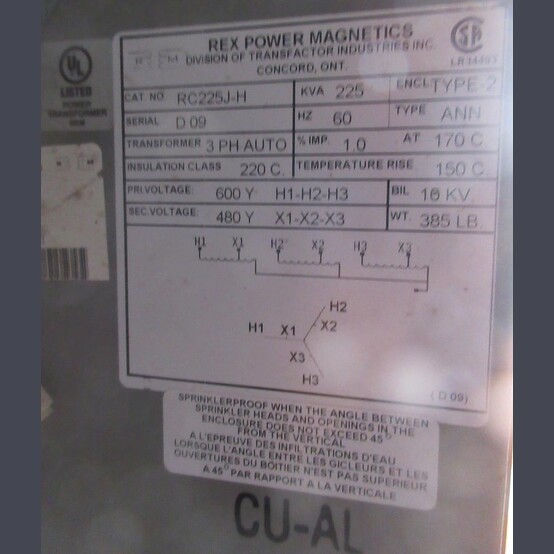 REX POWER MAGNETICS
DIVISION OF TRANSFACTOR INDUSTRIES INC
CONCORD, ONT.
UL
LISTED
POWER
TRANSFORMER
CAT. NO. RC225J-H KVA 225 ENCL. TYPE-2
SERIAL D 09 HZ 60 TYPE ANN
TRANSFORMER 3 PH AUTO % IMP. 1.0 AT 170 C.
INSULATION CLASS 220 C. TEMPERATURE RISE 150 C.
PRI.VOLTAGE: 600 Y H1-H2-H3 BIL 10 KV
SEC.VOLTAGE: 480 Y X1-X2-X3 WT. 385 LB.
H1 X1 H2 X2 H3 X3
H2
H1 X1 X2
X3
H3
( D 09)
SPRINKLERPROOF WHEN THE ANGLE BETWEEN
SPRINKLER HEADS AND OPENINGS IN THE
ENCLOSURE DOES NOT EXCEED 45°
FROM THE VERTICAL
A L'EPREUVE DES INFILTRATIONS D'EAU
LORSQUE L'ANGLE ENTRE LES GICLEURS ET LES
OUVERTURES DU BOÎTIER N'EST PAS SUPERIEUR
A 45° PAR RAPPORT A LA VERTICALE
CU-AL